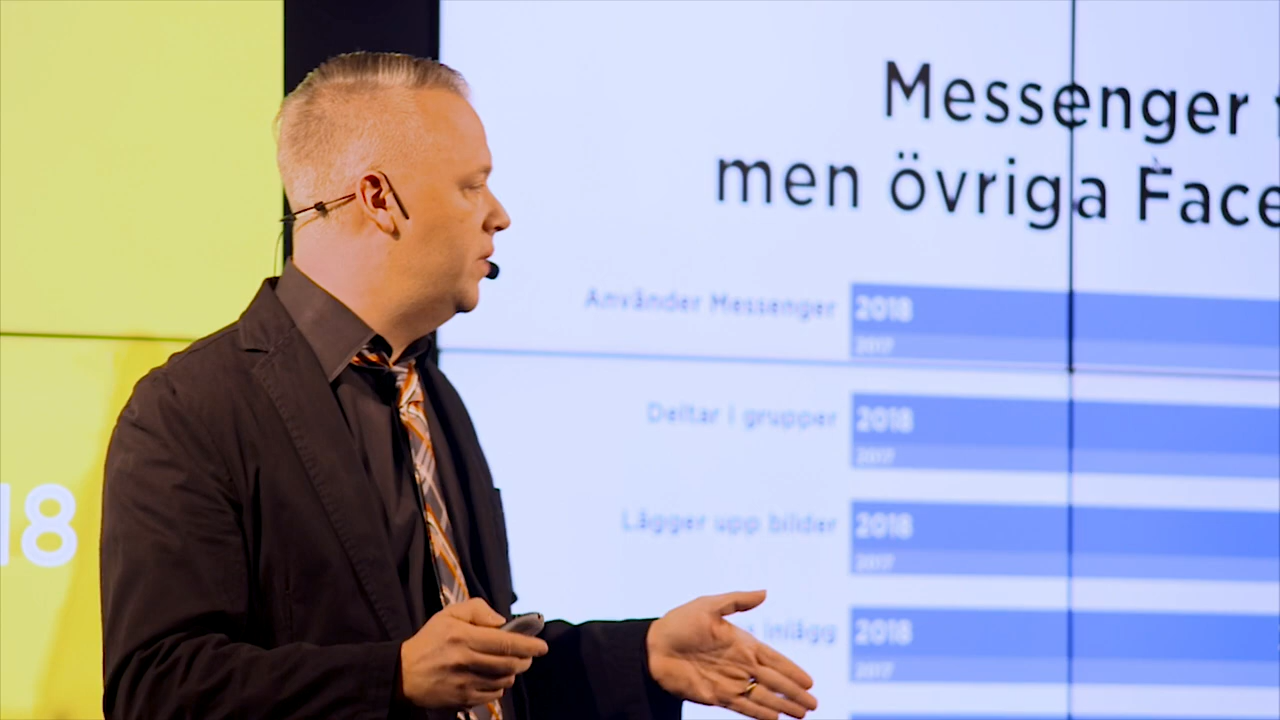 Messenger
men övriga Face
Använder Messenger
2018
2017
Deltar i grupper
2018
2017
Lägger upp bilder
2018
2017
inlägg
2018
2017
18